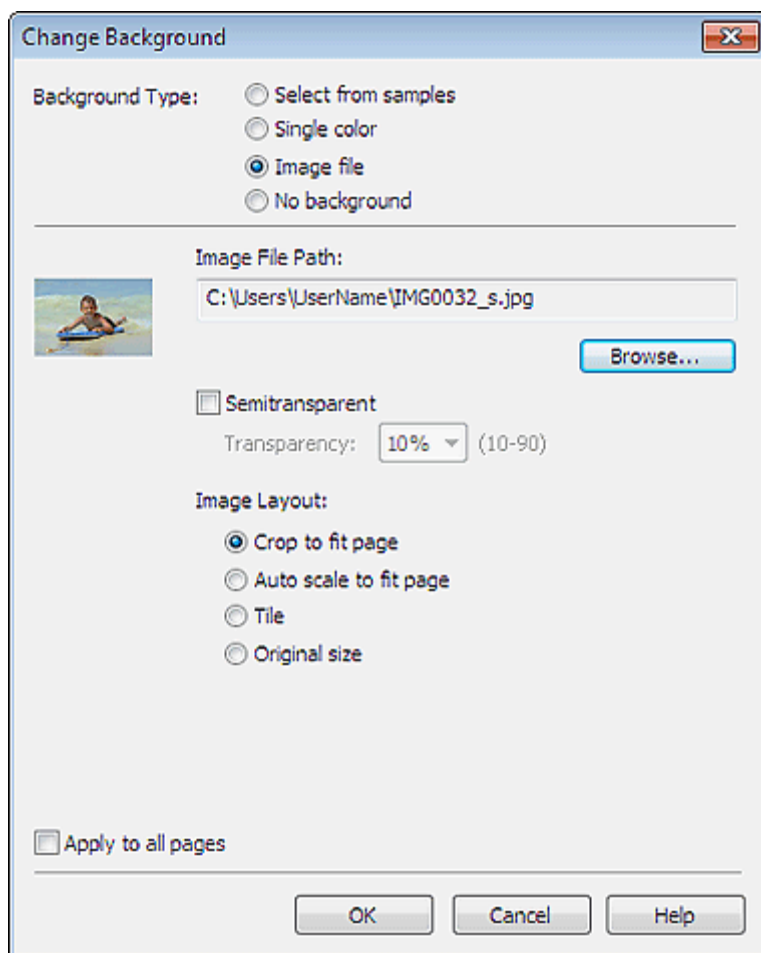 Change Background
Background Type:
Select from samples
Single color
Image file
No background
Image File Path:
C:\Users\UserName\IMG0032_s.jpg
Browse...
Semitransparent
Transparency: 10% (10-90)
Image Layout:
Crop to fit page
Auto scale to fit page
Tile
Original size
Apply to all pages
OK Cancel Help